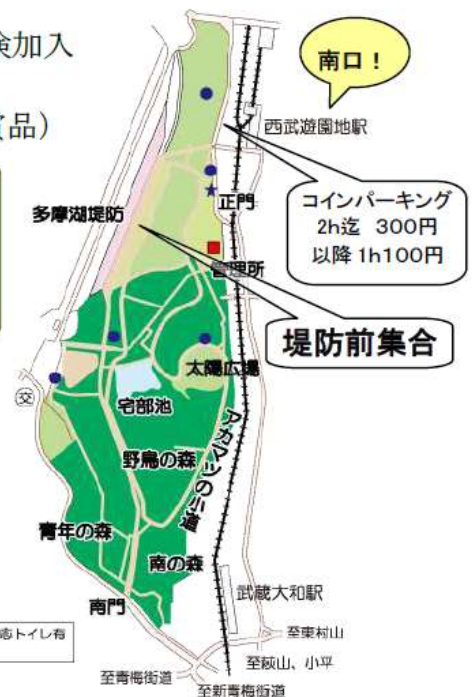 険加入
品）
南口！
西武遊園地駅
コインパーキング
2h迄 300円
以降1h100円
多摩湖堤防
正門
管理所
堤防前集合
太陽広場
交
宅部池
アカマツの小道
野鳥の森
青年の森
南の森
武蔵大和駅
南門
トイレ有
至東村山
至萩山、小平
至青梅街道
至新青梅街道